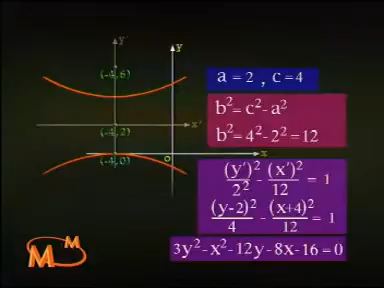 y'
y
(-4,6)
(-4,2)
x'
(-4,0)
O
x
a = 2 , c = 4
b² = c² - a²
b² = 4² - 2² = 12
(y')²/2² - (x')²/12 = 1
(y-2)²/4 - (x+4)²/12 = 1
3y² - x² - 12y - 8x - 16 = 0
M M